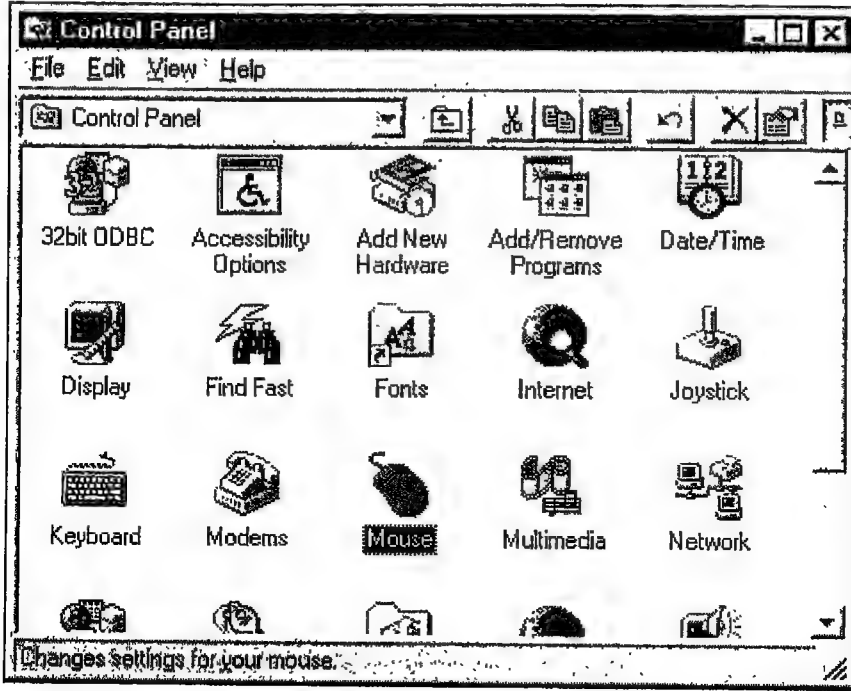 Control Panel
File Edit View Help
Control Panel
32bit ODBC
Accessibility Options
Add New Hardware
Add/Remove Programs
Date/Time
Display
Find Fast
Fonts
Internet
Joystick
Keyboard
Modems
Mouse
Multimedia
Network
Changes settings for your mouse.